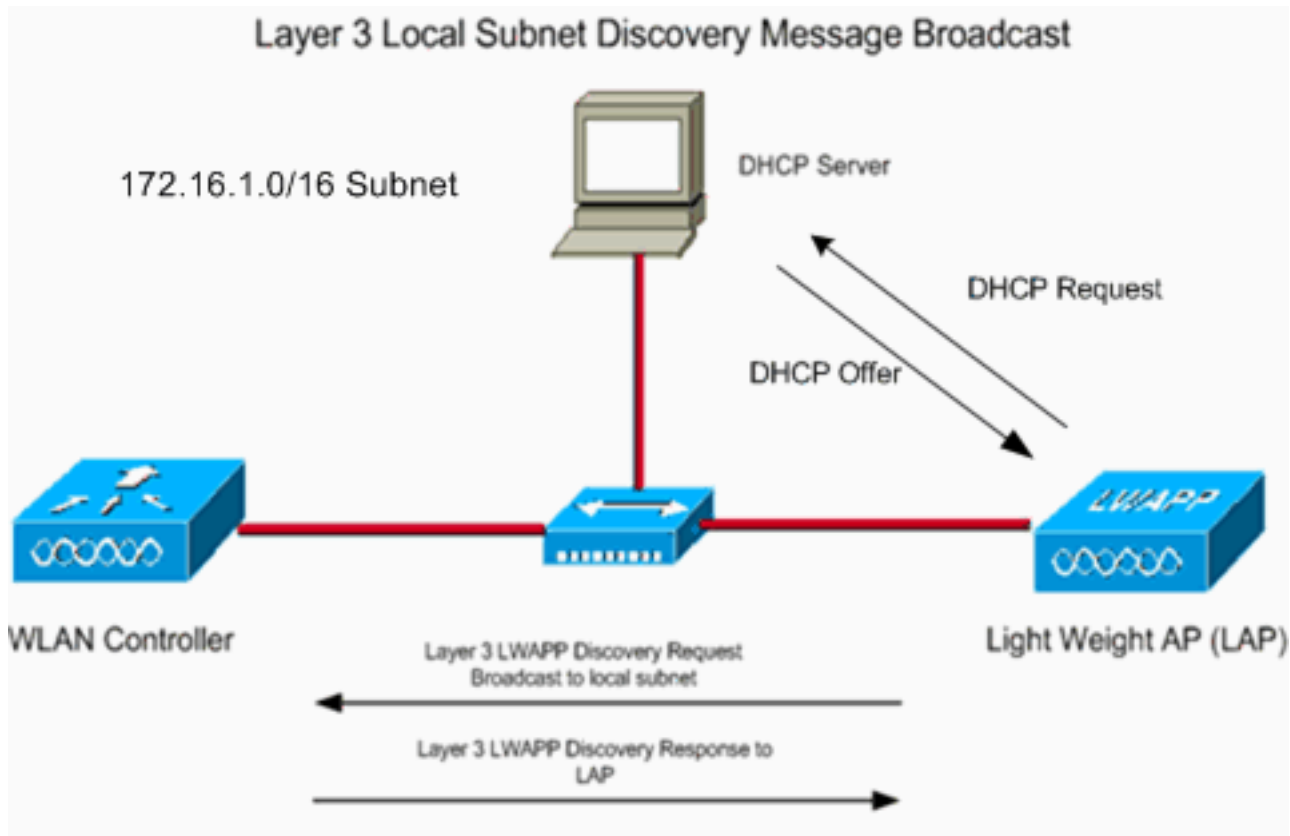 Layer 3 Local Subnet Discovery Message Broadcast
172.16.1.0/16 Subnet
DHCP Server
DHCP Request
DHCP Offer
LWAPP
WLAN Controller
Light Weight AP (LAP)
Layer 3 LWAPP Discovery Request
Broadcast to local subnet
Layer 3 LWAPP Discovery Response to
LAP